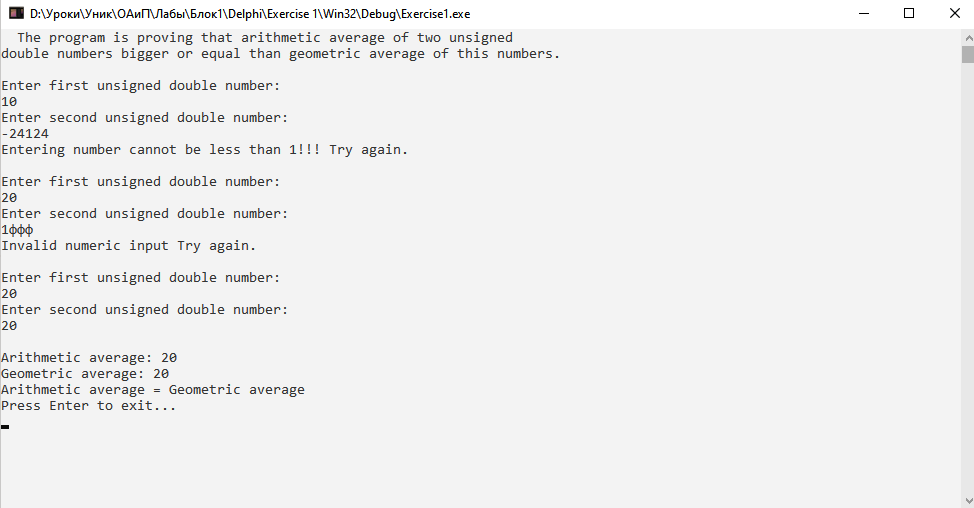 D:\Уроки\Уник\ОАиП\Лабы\Блок1\Delphi\Exercise 1\Win32\Debug\Exercise1.exe
The program is proving that arithmetic average of two unsigned
double numbers bigger or equal than geometric average of this numbers.
Enter first unsigned double number:
10
Enter second unsigned double number:
-24124
Entering number cannot be less than 1!!! Try again.
Enter first unsigned double number:
20
Enter second unsigned double number:
1ффф
Invalid numeric input Try again.
Enter first unsigned double number:
20
Enter second unsigned double number:
20
Arithmetic average: 20
Geometric average: 20
Arithmetic average = Geometric average
Press Enter to exit...